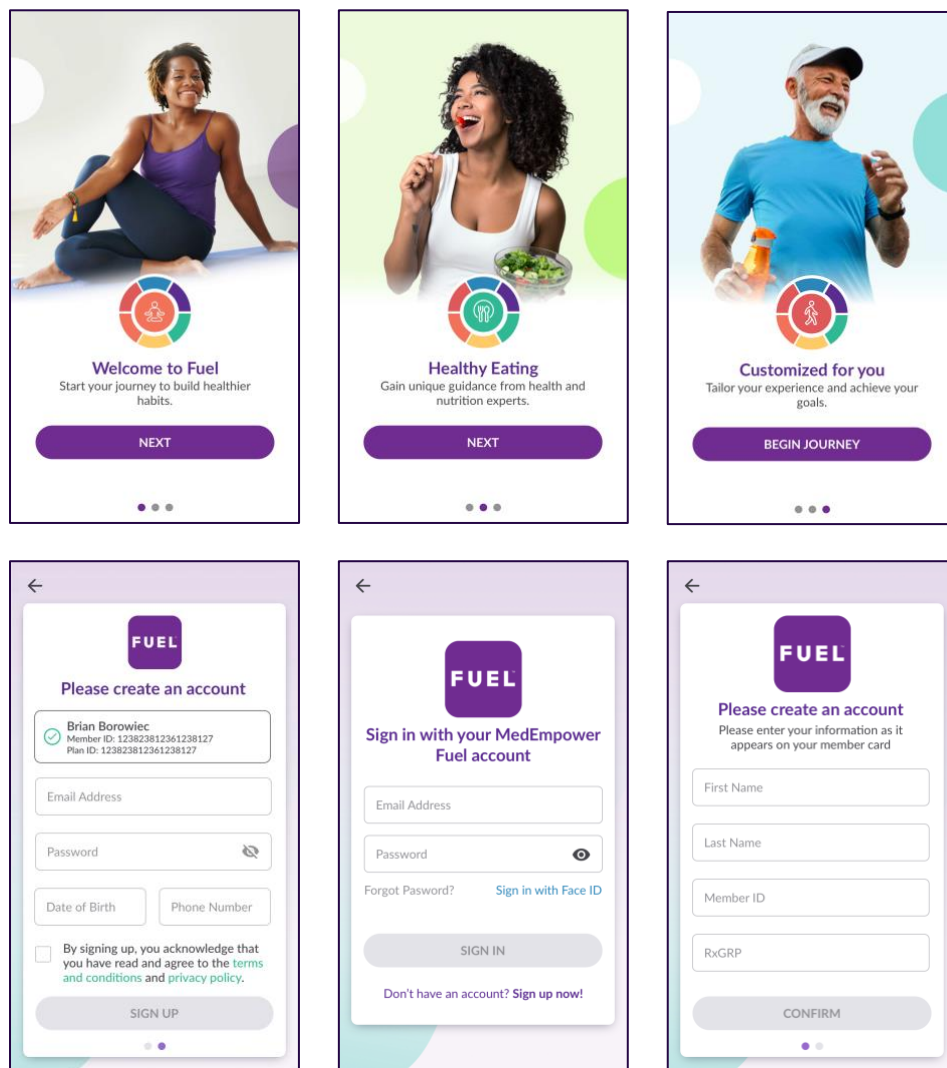 Welcome to Fuel
Start your journey to build healthier
habits.
NEXT
Healthy Eating
Gain unique guidance from health and
nutrition experts.
NEXT
Customized for you
Tailor your experience and achieve your
goals.
BEGIN JOURNEY
FUEL
Please create an account
Brian Borowiec
Member ID: 123823812361238127
Plan ID: 123823812361238127
Email Address
Password
Date of Birth
Phone Number
By signing up, you acknowledge that
you have read and agree to the terms
and conditions and privacy policy.
SIGN UP
FUEL
Sign in with your MedEmpower
Fuel account
Email Address
Password
Forgot Pasword?
Sign in with Face ID
SIGN IN
Don't have an account? Sign up now!
FUEL
Please create an account
Please enter your information as it
appears on your member card
First Name
Last Name
Member ID
RxGRP
CONFIRM